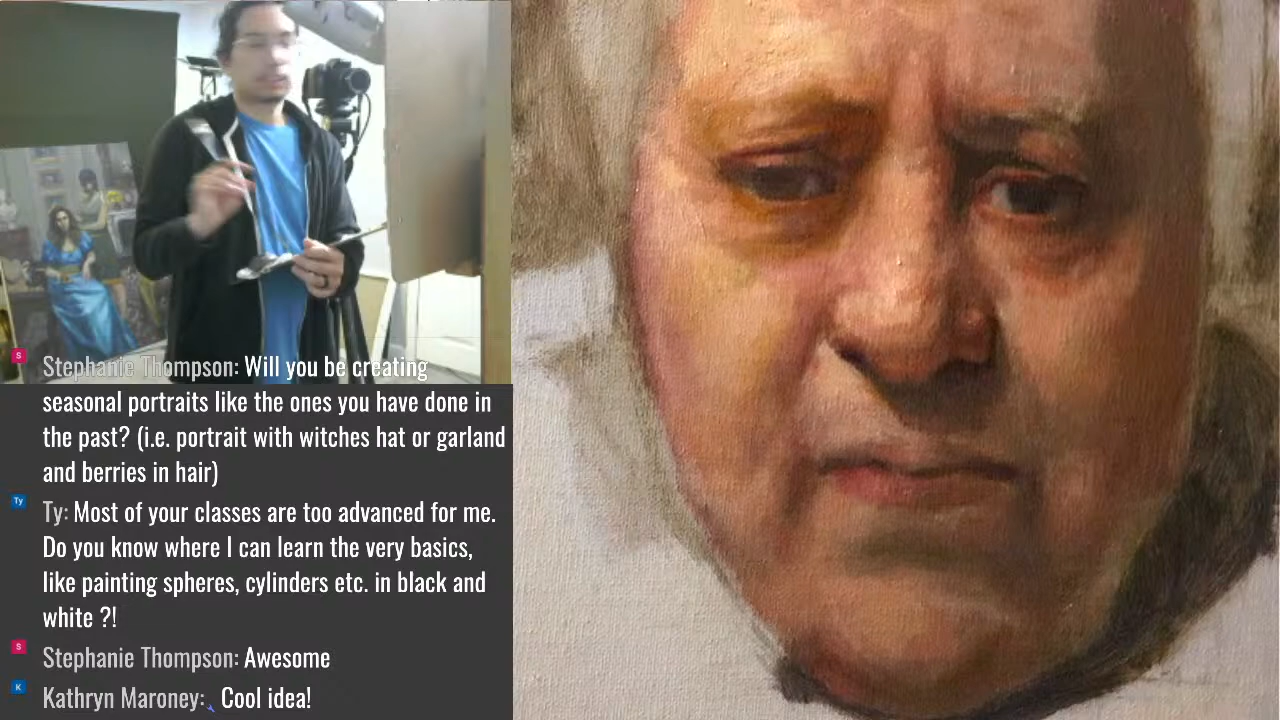 S Stephanie Thompson: Will you be creating
seasonal portraits like the ones you have done in
the past? (i.e. portrait with witches hat or garland
and berries in hair)
Ty Ty: Most of your classes are too advanced for me.
Do you know where I can learn the very basics,
like painting spheres, cylinders etc. in black and
white ?!
S Stephanie Thompson: Awesome
K Kathryn Maroney: Cool idea!